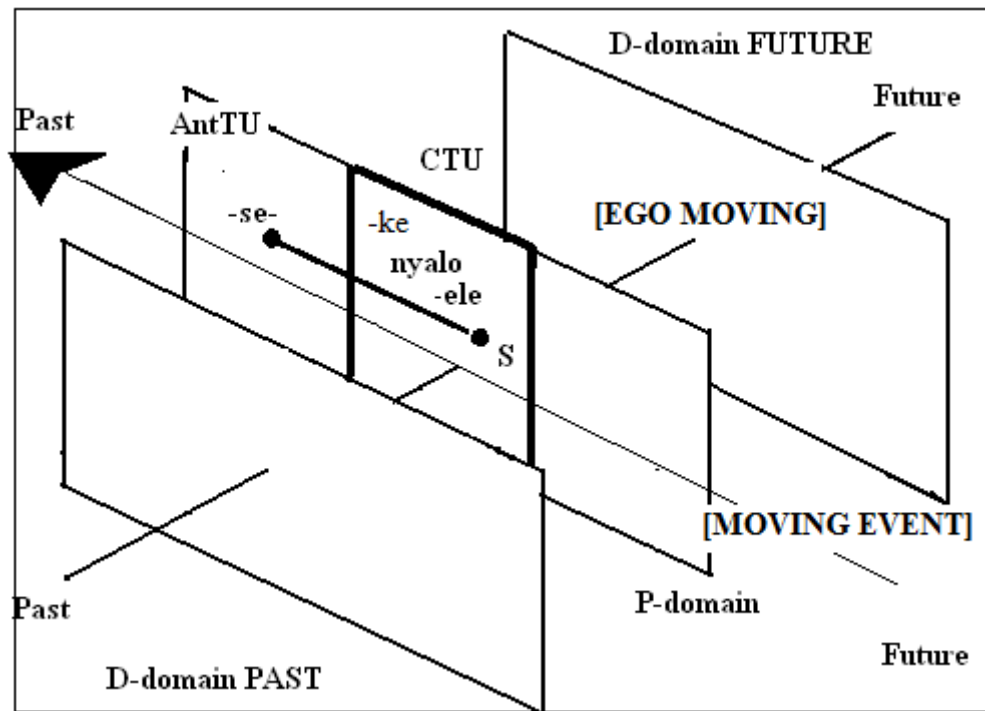 D-domain FUTURE
Future
Past
AntTU
CTU
-se-
-ke
[EGO MOVING]
nyalo
-ele
S
[MOVING EVENT]
P-domain
Past
Future
D-domain PAST